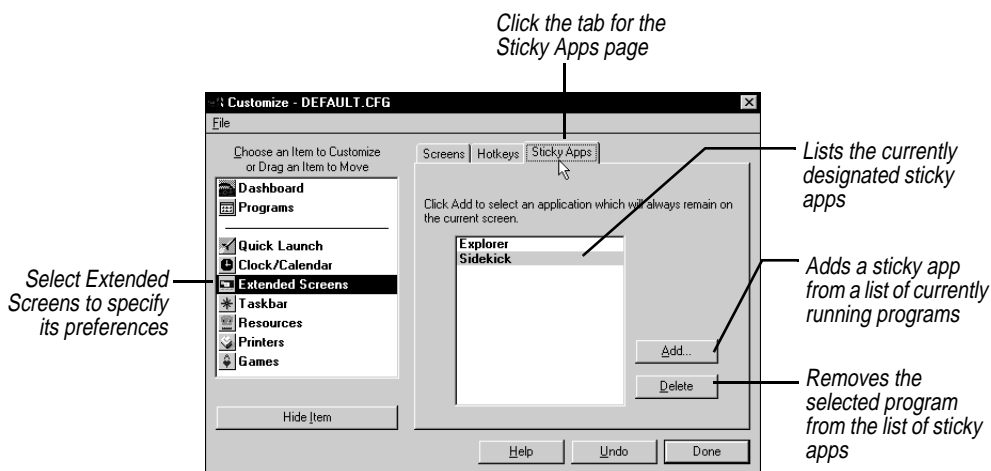 Click the tab for the
Sticky Apps page
Customize - DEFAULT.CFG
File
Choose an Item to Customize
or Drag an Item to Move
Dashboard
Programs
Quick Launch
Clock/Calendar
Extended Screens
Taskbar
Resources
Printers
Games
Hide Item
Screens
Hotkeys
Sticky Apps
Click Add to select an application which will always remain on
the current screen.
Explorer
Sidekick
Add...
Delete
Help
Undo
Done
Select Extended
Screens to specify
its preferences
Lists the currently
designated sticky
apps
Adds a sticky app
from a list of currently
running programs
Removes the
selected program
from the list of sticky
apps